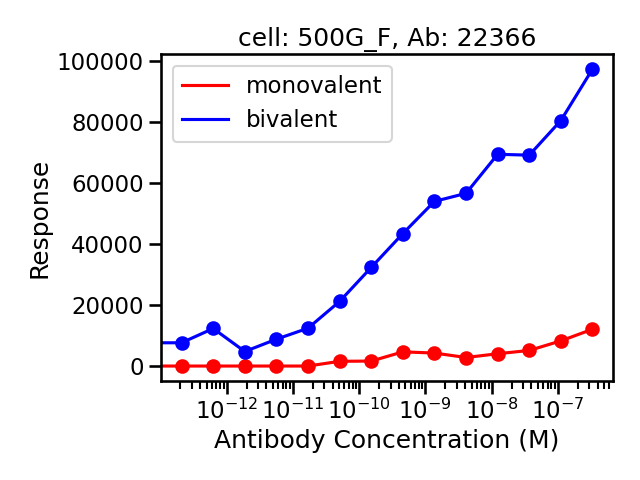 cell: 500G_F, Ab: 22366
monovalent
bivalent
Response
100000
80000
60000
40000
20000
0
10⁻¹² 10⁻¹¹ 10⁻¹⁰ 10⁻⁹ 10⁻⁸ 10⁻⁷
Antibody Concentration (M)